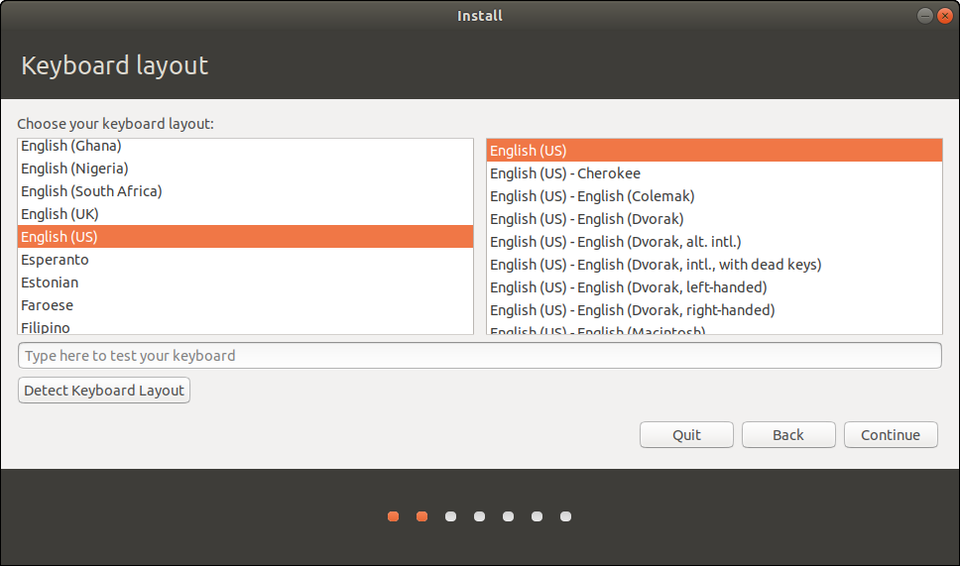 Install
Keyboard layout
Choose your keyboard layout:
English (Ghana)
English (Nigeria)
English (South Africa)
English (UK)
English (US)
Esperanto
Estonian
Faroese
Filipino
English (US)
English (US) - Cherokee
English (US) - English (Colemak)
English (US) - English (Dvorak)
English (US) - English (Dvorak, alt. intl.)
English (US) - English (Dvorak, intl., with dead keys)
English (US) - English (Dvorak, left-handed)
English (US) - English (Dvorak, right-handed)
English (US) - English (Macintosh)
Type here to test your keyboard
Detect Keyboard Layout
Quit
Back
Continue